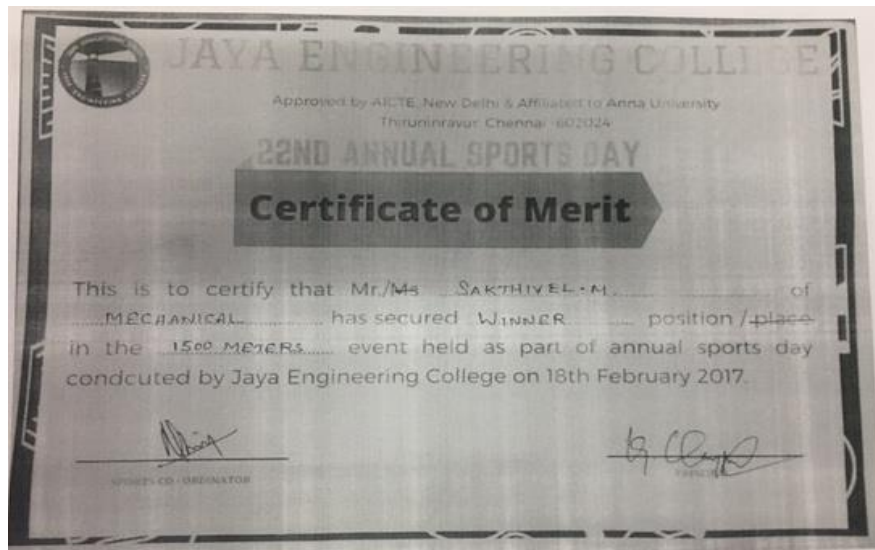 JAYA ENGINEERING COLLEGE
Approved by AICTE, New Delhi & Affiliated to Anna University
Thiruninravur, Chennai -602024
22ND ANNUAL SPORTS DAY
Certificate of Merit
This is to certify that Mr./Ms SAKTHIVEL.M of
MECHANICAL has secured WINNER position / place
in the 1500 METERS event held as part of annual sports day
condcuted by Jaya Engineering College on 18th February 2017.
SPORTS CO - ORDINATOR
PRINCIPAL